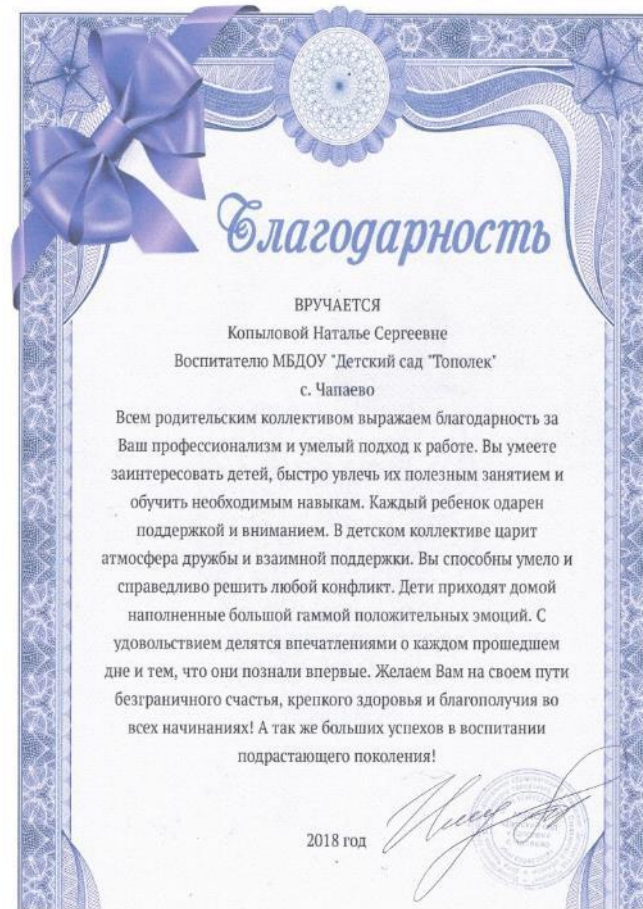 Благодарность
ВРУЧАЕТСЯ
Копыловой Наталье Сергеевне
Воспитателю МБДОУ "Детский сад "Тополек"
с. Чапаево
Всем родительским коллективом выражаем благодарность за
Ваш профессионализм и умелый подход к работе. Вы умеете
заинтересовать детей, быстро увлечь их полезным занятием и
обучить необходимым навыкам. Каждый ребенок одарен
поддержкой и вниманием. В детском коллективе царит
атмосфера дружбы и взаимной поддержки. Вы способны умело и
справедливо решить любой конфликт. Дети приходят домой
наполненные большой гаммой положительных эмоций. С
удовольствием делятся впечатлениями о каждом прошедшем
дне и тем, что они познали впервые. Желаем Вам на своем пути
безграничного счастья, крепкого здоровья и благополучия во
всех начинаниях! А так же больших успехов в воспитании
подрастающего поколения!
2018 год